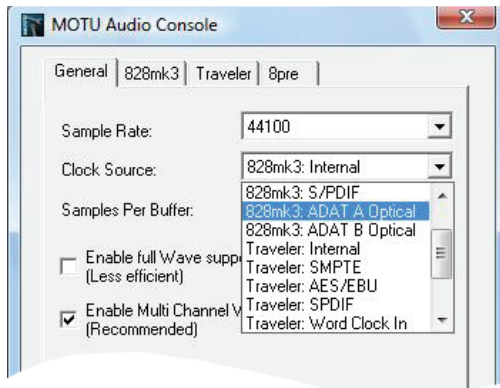 MOTU Audio Console
General 828mk3 Traveler 8pre
Sample Rate: 44100
Clock Source: 828mk3: Internal
828mk3: S/PDIF
Samples Per Buffer: 828mk3: ADAT A Optical
828mk3: ADAT B Optical
Traveler: Internal
Enable full Wave supp
Traveler: SMPTE
(Less efficient)
Traveler: AES/EBU
Traveler: SPDIF
Enable Multi Channel V
Traveler: Word Clock In
(Recommended)